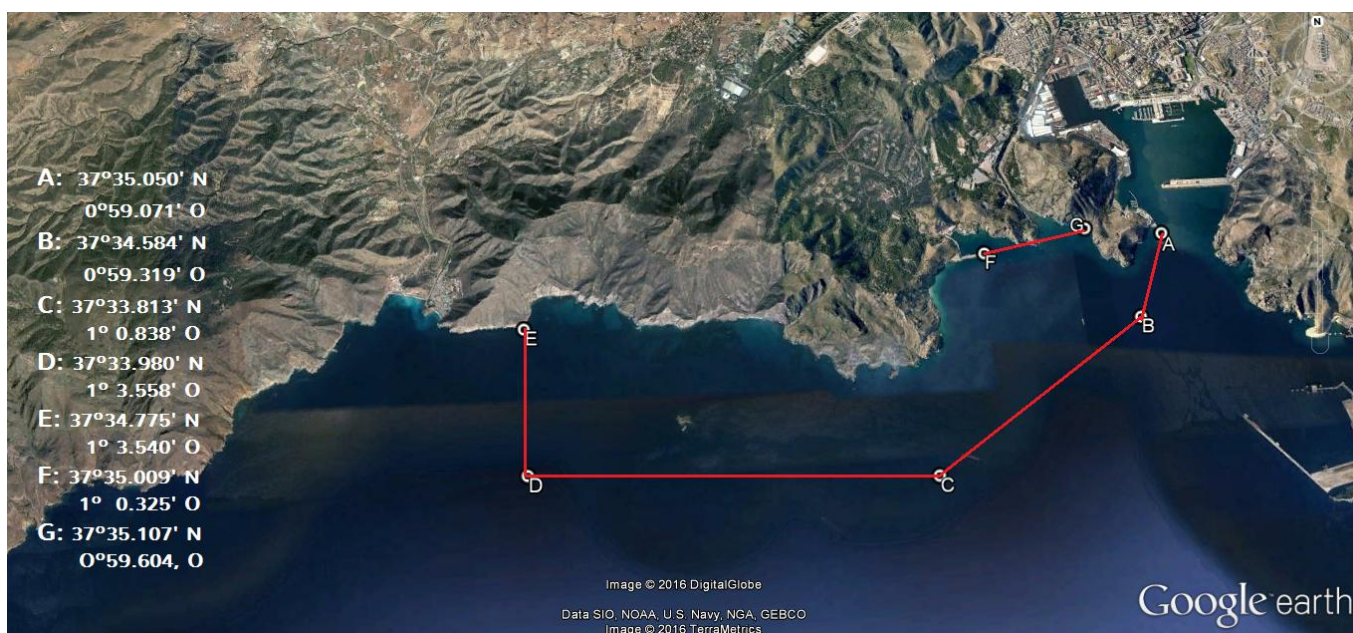 N
A: 37º35.050' N
0º59.071' O
B: 37º34.584' N
0º59.319' O
C: 37º33.813' N
1º 0.838' O
D: 37º33.980' N
1º 3.558' O
E: 37º34.775' N
1º 3.540' O
F: 37º35.009' N
1º 0.325' O
G: 37º35.107' N
0º59.604, O
G
A
F
B
E
D
C
Image © 2016 DigitalGlobe
Data SIO, NOAA, U.S. Navy, NGA, GEBCO
Image © 2016 TerraMetrics
Google earth